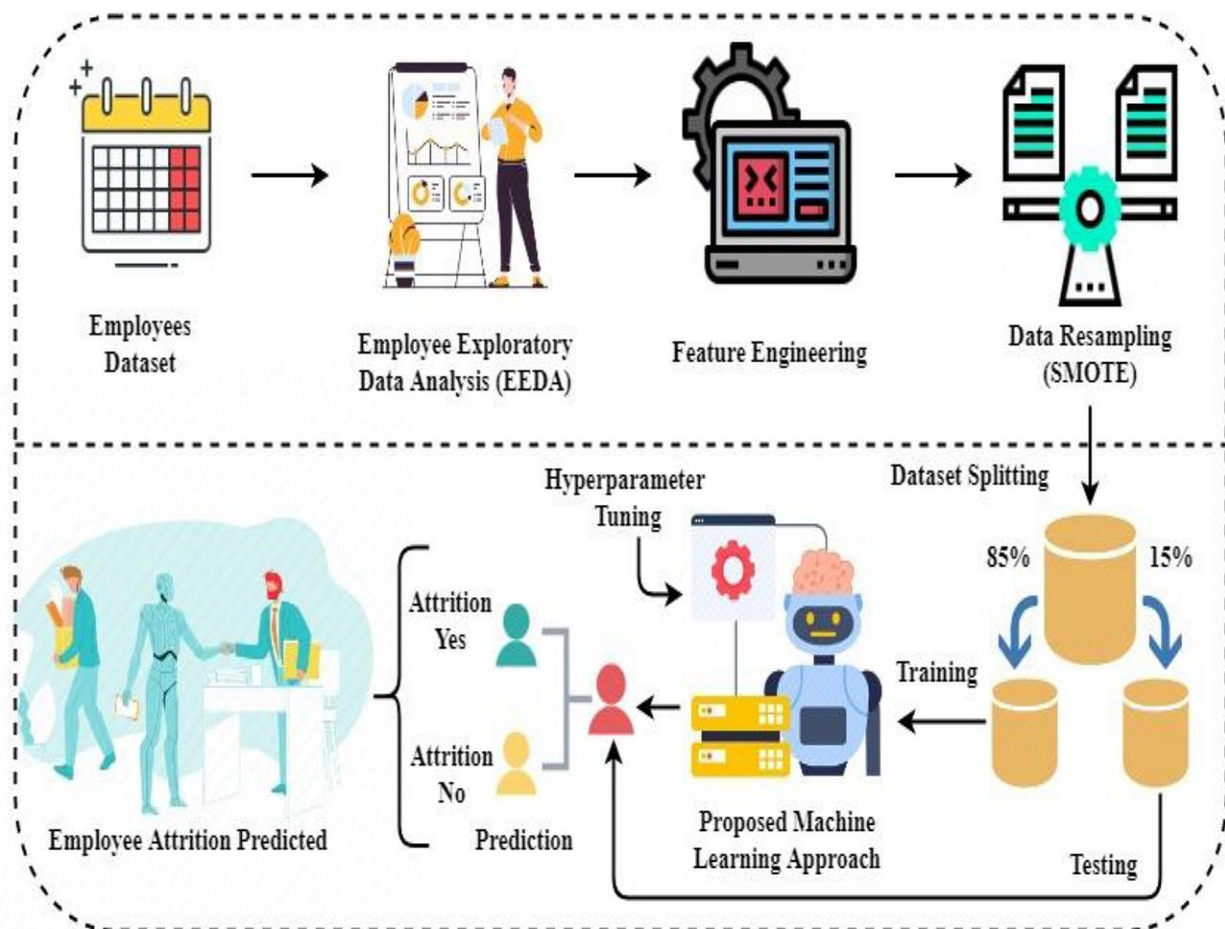 Employees
Dataset
Employee Exploratory
Data Analysis (EEDA)
Feature Engineering
Data Resampling
(SMOTE)
Hyperparameter
Tuning
Dataset Splitting
85%
15%
Attrition
Yes
Training
Attrition
No
Employee Attrition Predicted
Prediction
Proposed Machine
Learning Approach
Testing